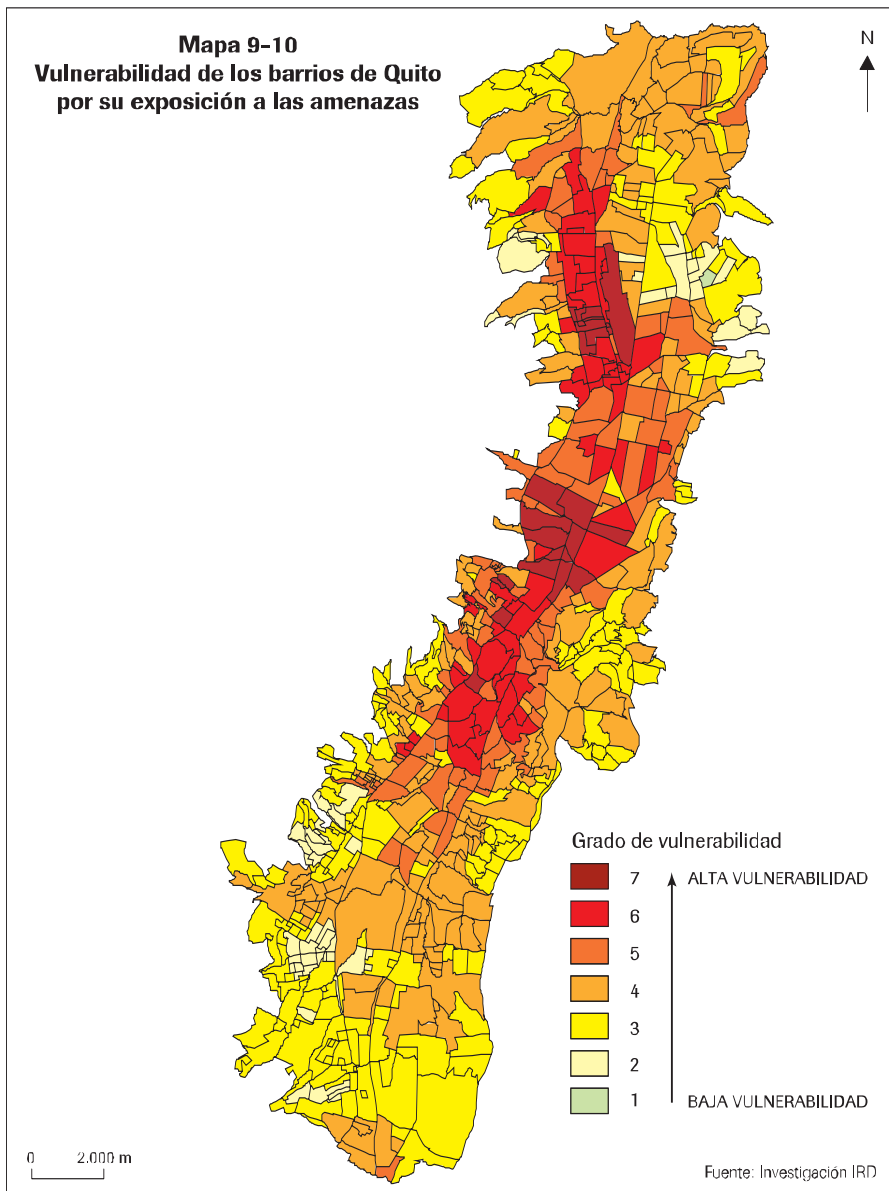 Mapa 9-10
Vulnerabilidad de los barrios de Quito
por su exposición a las amenazas
N
Grado de vulnerabilidad
7 ALTA VULNERABILIDAD
6
5
4
3
2
1 BAJA VULNERABILIDAD
0 2.000 m
Fuente: Investigación IRD